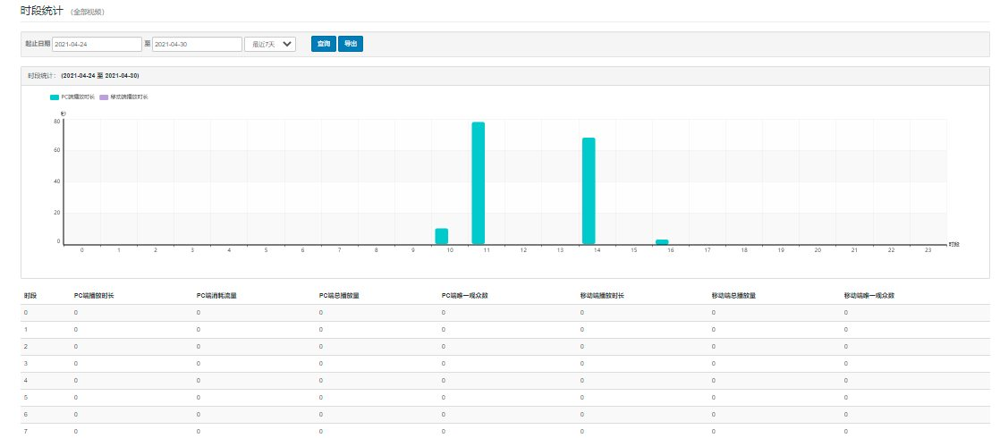 时段统计 （全部视频）
起止日期 2021-04-24 至 2021-04-30 最近7天 查询 导出
时段统计： (2021-04-24 至 2021-04-30)
PC端播放时长 移动端播放时长
秒
80
60
40
20
0
0 1 2 3 4 5 6 7 8 9 10 11 12 13 14 15 16 17 18 19 20 21 22 23 时段
时段 PC端播放时长 PC端消耗流量 PC端总播放量 PC端唯一观众数 移动端播放时长 移动端总播放量 移动端唯一观众数
0 0 0 0 0 0 0 0
1 0 0 0 0 0 0 0
2 0 0 0 0 0 0 0
3 0 0 0 0 0 0 0
4 0 0 0 0 0 0 0
5 0 0 0 0 0 0 0
6 0 0 0 0 0 0 0
7 0 0 0 0 0 0 0